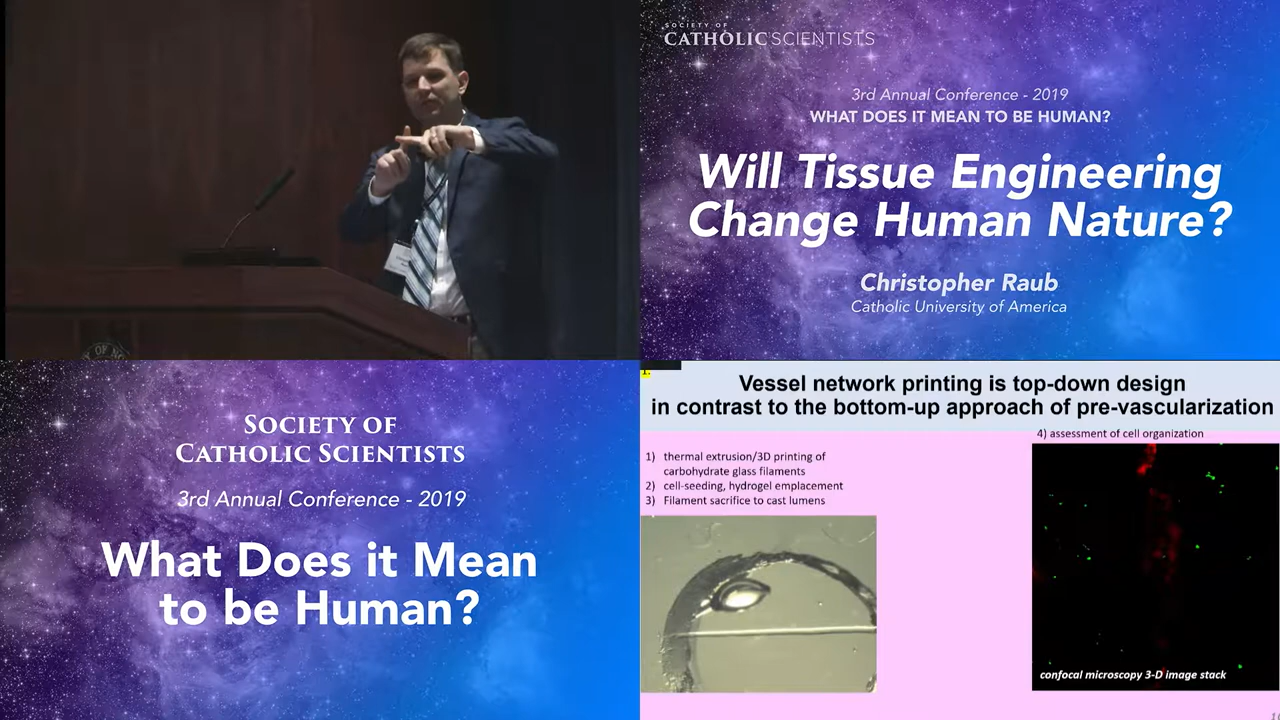 SOCIETY OF
CATHOLIC SCIENTISTS
3rd Annual Conference - 2019
WHAT DOES IT MEAN TO BE HUMAN?
Will Tissue Engineering
Change Human Nature?
Christopher Raub
Catholic University of America
SOCIETY OF
CATHOLIC SCIENTISTS
3rd Annual Conference - 2019
What Does it Mean
to be Human?
Vessel network printing is top-down design
in contrast to the bottom-up approach of pre-vascularization
1) thermal extrusion/3D printing of
carbohydrate glass filaments
2) cell-seeding, hydrogel emplacement
3) Filament sacrifice to cast lumens
4) assessment of cell organization
confocal microscopy 3-D image stack